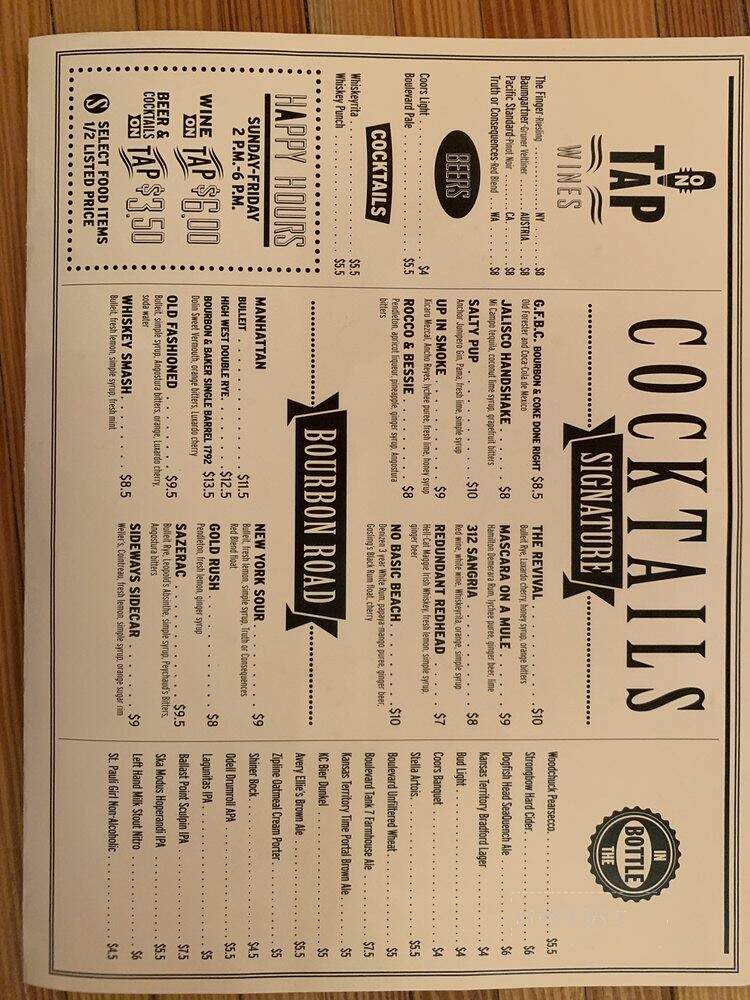 ON
TAP
WINES
The Finger-Riesling . . . . . . . . NY . . . $8
Baumgartner-Gruner Veltliner . . . AUSTRIA . . $8
Pacific Standard-Pinot Noir . . . . . . CA . . . $8
Truth or Consequences-Red Blend . . . WA . . . $8
BEERS
Coors Light . . . . . . . . . . . . . . . . $4
Boulevard Pale . . . . . . . . . . . . . . $5.5
COCKTAILS
Whiskeyrita . . . . . . . . . . . . . . . $5.5
Whiskey Punch . . . . . . . . . . . . . . $5.5
HAPPY HOURS
SUNDAY-FRIDAY
2 P.M.-6 P.M.
WINE ON TAP $6.00
BEER &
COCKTAILS ON TAP $3.50
SELECT FOOD ITEMS
1/2 LISTED PRICE
COCKTAILS
SIGNATURE
G.F.B.C. BOURBON & COKE DONE RIGHT $8.5
Old Forester and Coca-Cola de Mexico
JALISCO HANDSHAKE . . . . . . $8
Mi Campo tequila, coconut lime syrup, grapefruit bitters
SALTY PUP . . . . . . . . . . $10
Anchor Junipero Gin, Pama, fresh lime, simple syrup
UP IN SMOKE . . . . . . . . . . $9
Xicaru Mezcal, Ancho Reyes, lychee puree, fresh lime, honey syrup
ROCCO & BESSIE . . . . . . . . $8
Pendleton, apricot liqueur, pineapple, ginger syrup, Angostura
bitters
THE REVIVAL . . . . . . . . . $10
Bulleit Rye, Luxardo cherry, honey syrup, orange bitters
MASCARA ON A MULE . . . . . . $9
Hamilton Demerara Rum, lychee puree, ginger beer, lime
312 SANGRIA . . . . . . . . . . $8
Red wine, white wine, Whiskeyrita, orange, simple syrup
REDUNDANT REDHEAD . . . . . . $7
Hell-Cat Maggie Irish Whiskey, fresh lemon, simple syrup,
ginger beer
NO BASIC BEACH . . . . . . . . $10
Denizen 3 year White Rum, papaya-mango puree, ginger beer,
Gosling's Black Rum float, cherry
BOURBON ROAD
MANHATTAN
BULLEIT . . . . . . . . . . . $11.5
HIGH WEST DOUBLE RYE . . . . . . $12.5
BOURBON & BAKER SINGLE BARREL 1792 $13.5
Dolin Sweet Vermouth, orange bitters, Luxardo cherry
OLD FASHIONED . . . . . . . . $9.5
Bulleit, simple syrup, Angostura bitters, orange, Luxardo cherry,
soda water
WHISKEY SMASH . . . . . . . . $8.5
Bulleit, fresh lemon, simple syrup, fresh mint
NEW YORK SOUR . . . . . . . . . $9
Bulleit, fresh lemon, simple syrup, Truth or Consequences
Red Blend float
GOLD RUSH . . . . . . . . . . . $8
Pendleton, fresh lemon, ginger syrup
SAZERAC . . . . . . . . . . . $9.5
Bulleit Rye, Leopold's Absinthe, simple syrup, Peychaud's Bitters,
Angostura bitters
SIDEWAYS SIDECAR . . . . . . . $9
Weller's, Cointreau, fresh lemon, simple syrup, orange sugar rim
IN
THE
BOTTLE
Woodchuck Pearsecco . . . . . . . . . . $5.5
Strongbow Hard Cider . . . . . . . . . . $6
Dogfish Head SeaQuench Ale . . . . . . . $6
Kansas Territory Bradford Lager . . . . . $4
Bud Light . . . . . . . . . . . . . . . . $4
Coors Banquet . . . . . . . . . . . . . . $4
Stella Artois . . . . . . . . . . . . . . $5.5
Boulevard Unfiltered Wheat . . . . . . . $5
Boulevard Tank 7 Farmhouse Ale . . . . . $7.5
Kansas Territory Time Portal Brown Ale . . $5
KC Bier Dunkel . . . . . . . . . . . . . $5
Avery Ellie's Brown Ale . . . . . . . . . $5.5
Zipline Oatmeal Cream Porter . . . . . . $5
Shiner Bock . . . . . . . . . . . . . . . $4.5
Odell Drumroll APA . . . . . . . . . . . $5.5
Lagunitas IPA . . . . . . . . . . . . . . $5
Ballast Point Sculpin IPA . . . . . . . . $7.5
Ska Modus Hoperandi IPA . . . . . . . . . $5.5
Left Hand Milk Stout Nitro . . . . . . . $6
St. Pauli Girl Non-Alcoholic . . . . . . . $4.5